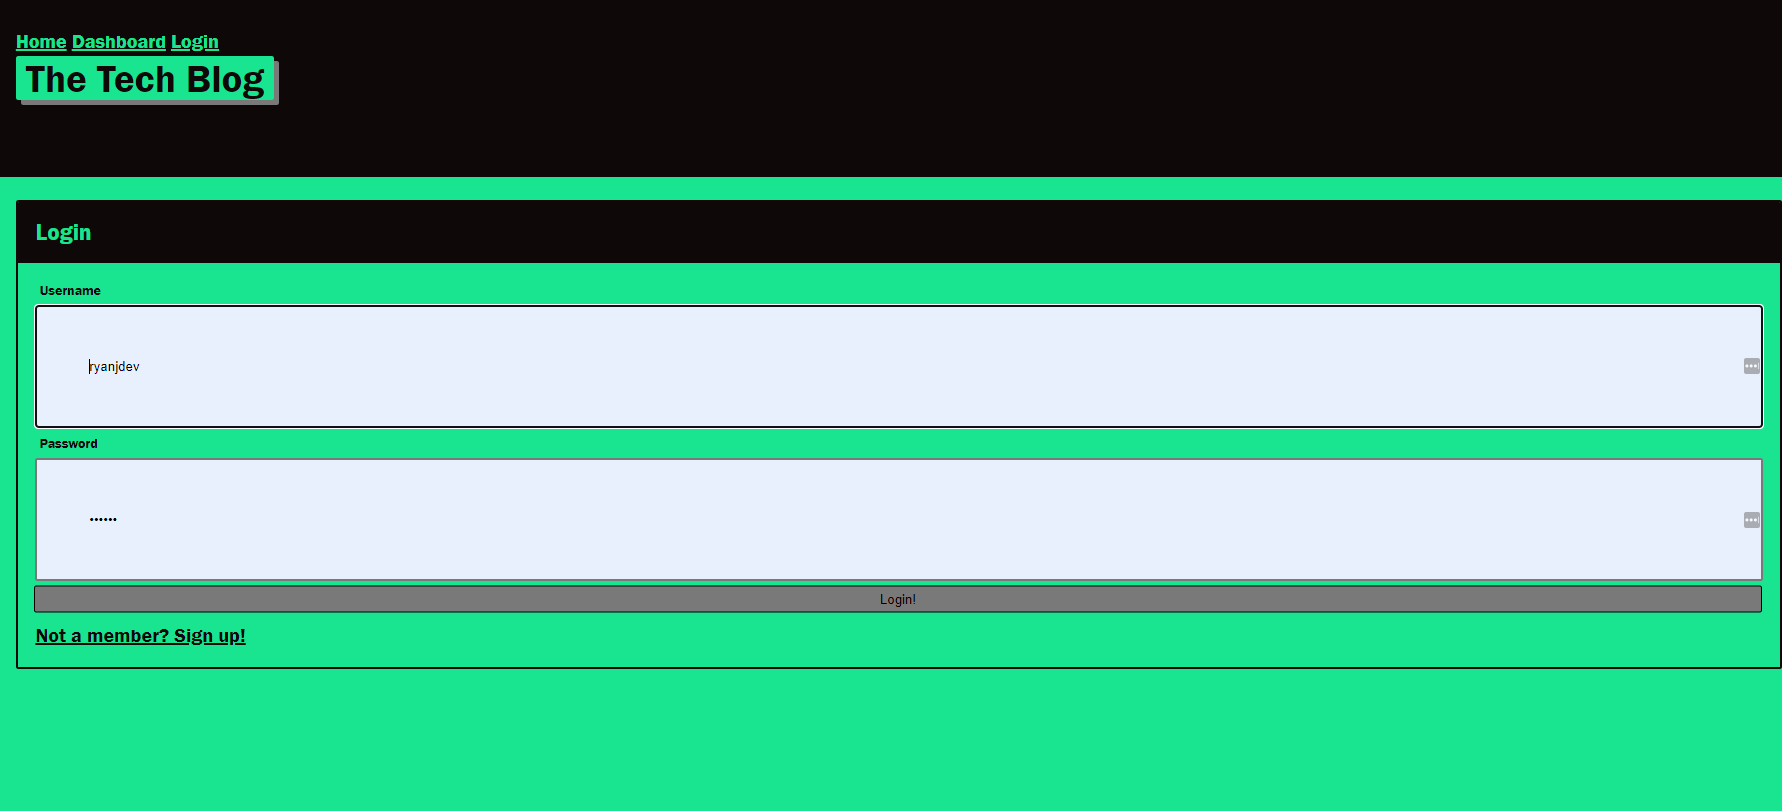 Home Dashboard Login
The Tech Blog
Login
Username
ryanjdev
Password
••••••
Login!
Not a member? Sign up!